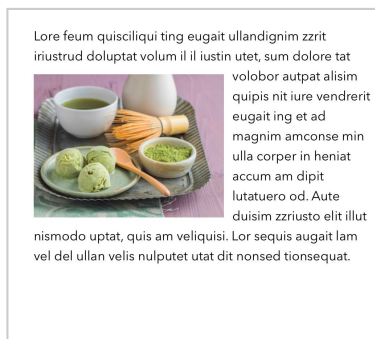 Lore feum quisciliqui ting eugait ullandignim zzrit
iriustrud doluptat volum il il iustin utet, sum dolore tat
volobor autpat alisim
quipis nit iure vendrerit
eugait ing et ad
magnim amconse min
ulla corper in heniat
accum am dipit
lutatuero od. Aute
duisim zzriusto elit illut
nismodo uptat, quis am veliquisi. Lor sequis augait lam
vel del ullan velis nulputet utat dit nonsed tionsequat.